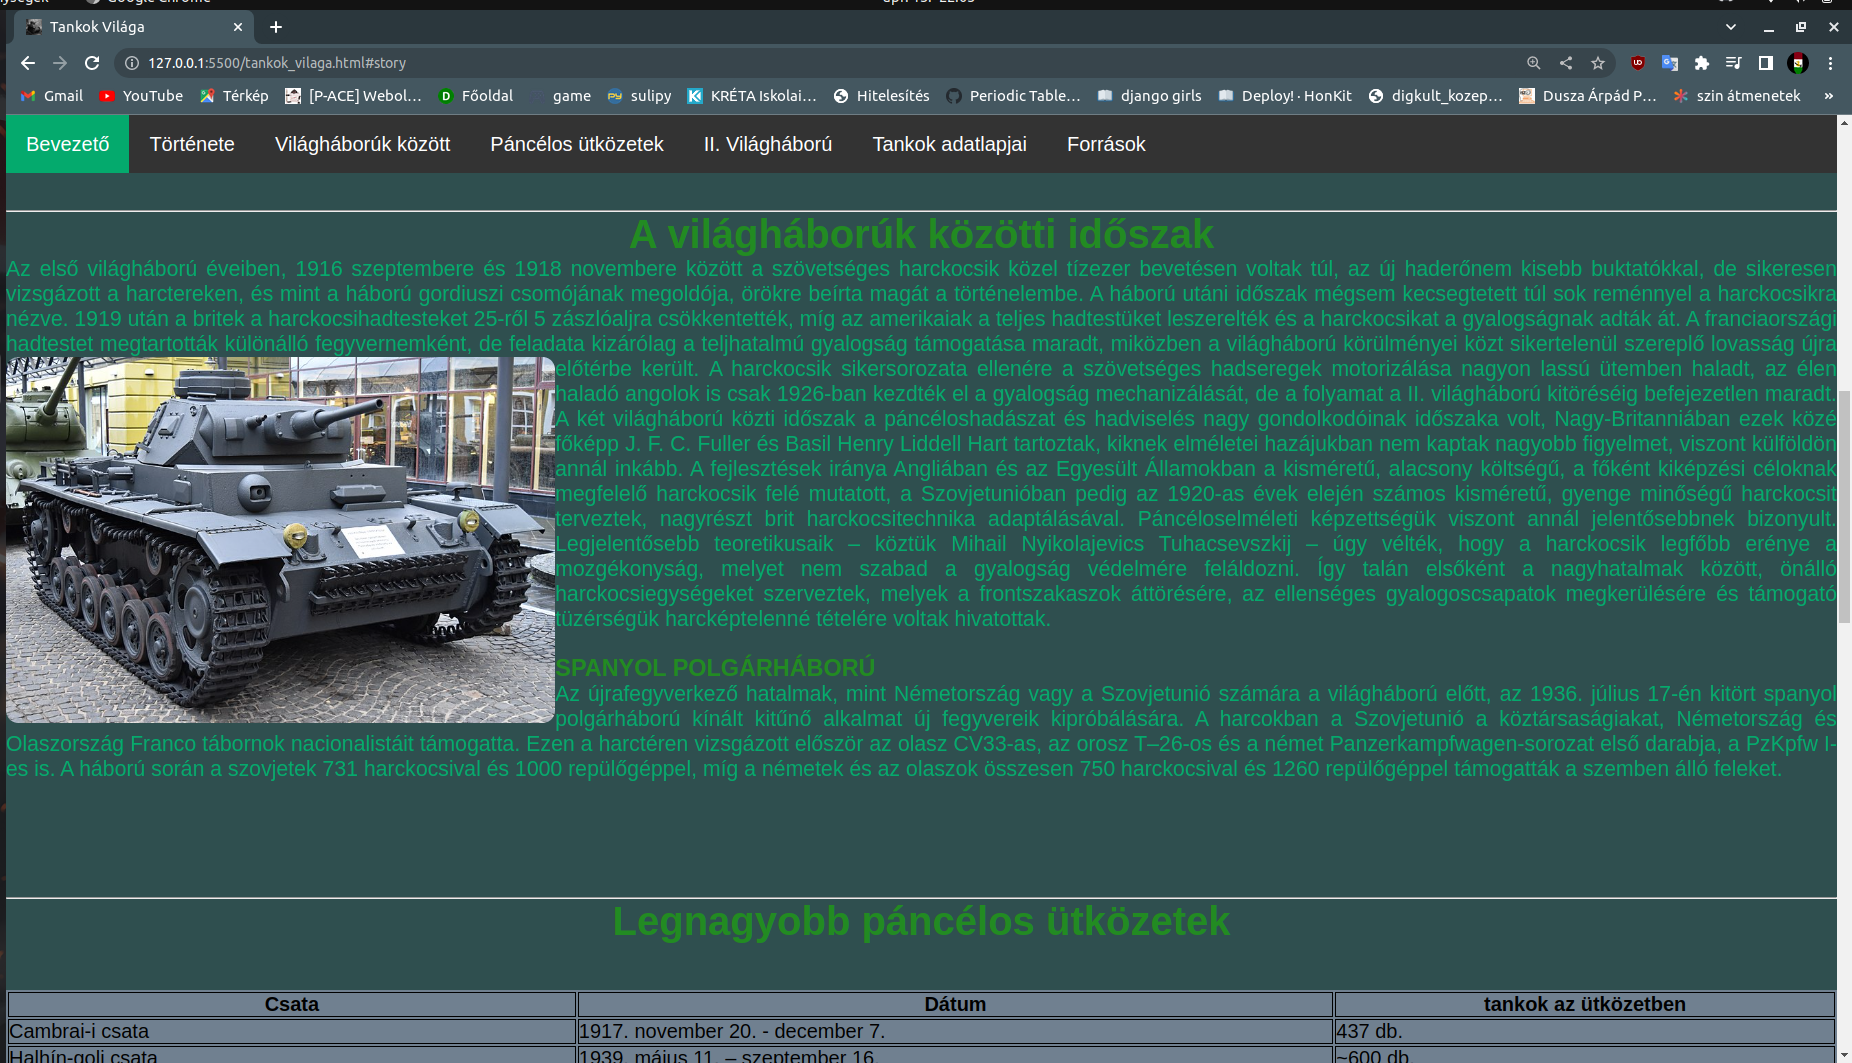 Google Chrome
Tankok Világa
127.0.0.1:5500/tankok_vilaga.html#story
Gmail YouTube Térkép [P-ACE] Webol... Főoldal game sulipy KRÉTA Iskolai... Hitelesítés Periodic Table... django girls Deploy! · HonKit digkult_kozep... Dusza Árpád P... szin átmenetek »
Bevezető Története Világháborúk között Páncélos ütközetek II. Világháború Tankok adatlapjai Források
A világháborúk közötti időszak
Az első világháború éveiben, 1916 szeptembere és 1918 novembere között a szövetséges harckocsik közel tízezer bevetésen voltak túl, az új haderőnem kisebb buktatókkal, de sikeresen
vizsgázott a harctereken, és mint a háború gordiuszi csomójának megoldója, örökre beírta magát a történelembe. A háború utáni időszak mégsem kecsegtetett túl sok reménnyel a harckocsikra
nézve. 1919 után a britek a harckocsihadtesteket 25-ről 5 zászlóaljra csökkentették, míg az amerikaiak a teljes hadtestüket leszerelték és a harckocsikat a gyalogságnak adták át. A franciaországi
hadtestet megtartották különálló fegyvernemként, de feladata kizárólag a teljhatalmú gyalogság támogatása maradt, miközben a világháború körülményei közt sikertelenül szereplő lovasság újra
előtérbe került. A harckocsik sikersorozata ellenére a szövetséges hadseregek motorizálása nagyon lassú ütemben haladt, az élen
haladó angolok is csak 1926-ban kezdték el a gyalogság mechanizálását, de a folyamat a II. világháború kitöréséig befejezetlen maradt.
A két világháború közti időszak a páncéloshadászat és hadviselés nagy gondolkodóinak időszaka volt, Nagy-Britanniában ezek közé
főképp J. F. C. Fuller és Basil Henry Liddell Hart tartoztak, kiknek elméletei hazájukban nem kaptak nagyobb figyelmet, viszont külföldön
annál inkább. A fejlesztések iránya Angliában és az Egyesült Államokban a kisméretű, alacsony költségű, a főként kiképzési céloknak
megfelelő harckocsik felé mutatott, a Szovjetunióban pedig az 1920-as évek elején számos kisméretű, gyenge minőségű harckocsit
terveztek, nagyrészt brit harckocsitechnika adaptálásával. Páncéloselméleti képzettségük viszont annál jelentősebbnek bizonyult.
Legjelentősebb teoretikusaik – köztük Mihail Nyikolajevics Tuhacsevszkij – úgy vélték, hogy a harckocsik legfőbb erénye a
mozgékonyság, melyet nem szabad a gyalogság védelmére feláldozni. Így talán elsőként a nagyhatalmak között, önálló
harckocsiegységeket szerveztek, melyek a frontszakaszok áttörésére, az ellenséges gyalogoscsapatok megkerülésére és támogató
tüzérségük harcképtelenné tételére voltak hivatottak.
SPANYOL POLGÁRHÁBORÚ
Az újrafegyverkező hatalmak, mint Németország vagy a Szovjetunió számára a világháború előtt, az 1936. július 17-én kitört spanyol
polgárháború kínált kitűnő alkalmat új fegyvereik kipróbálására. A harcokban a Szovjetunió a köztársaságiakat, Németország és
Olaszország Franco tábornok nacionalistáit támogatta. Ezen a harctéren vizsgázott először az olasz CV33-as, az orosz T–26-os és a német Panzerkampfwagen-sorozat első darabja, a PzKpfw I-
es is. A háború során a szovjetek 731 harckocsival és 1000 repülőgéppel, míg a németek és az olaszok összesen 750 harckocsival és 1260 repülőgéppel támogatták a szemben álló feleket.
Legnagyobb páncélos ütközetek
Csata Dátum tankok az ütközetben
Cambrai-i csata 1917. november 20. - december 7. 437 db.
Halhín-goli csata 1939. május 11. – szeptember 16. ~600 db.